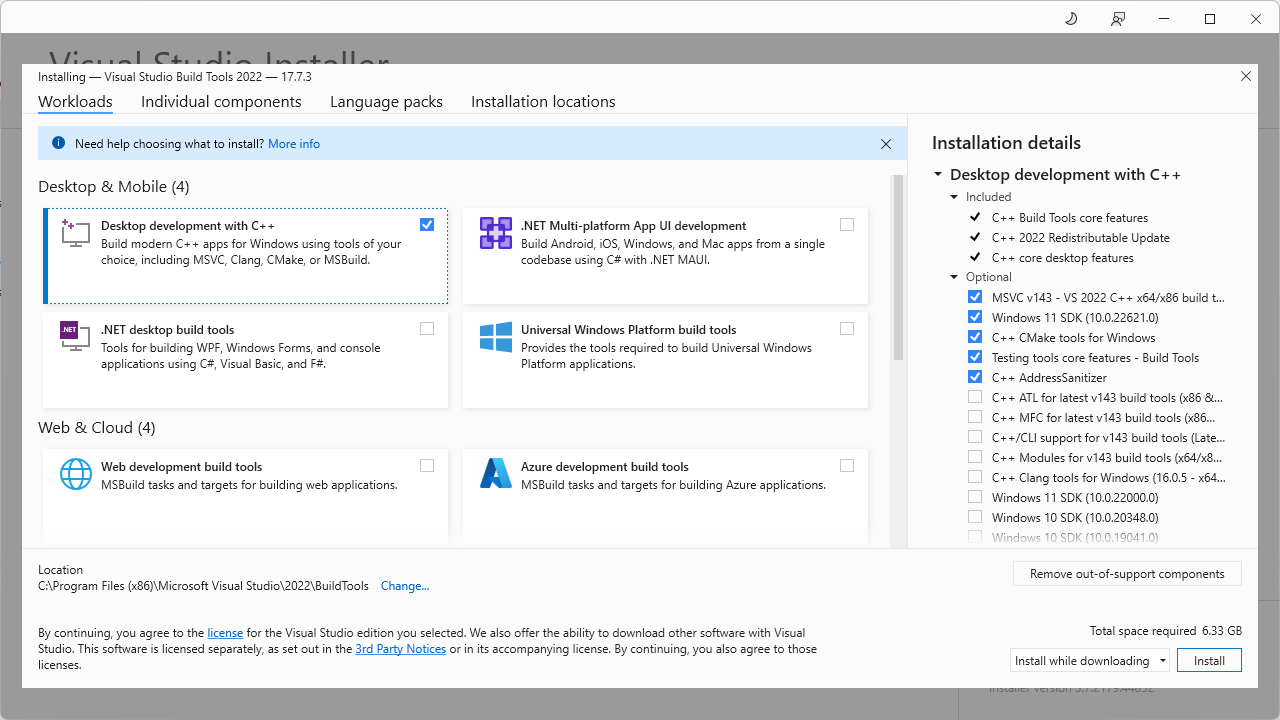 Visual Studio Installer
Installing — Visual Studio Build Tools 2022 — 17.7.3
Workloads
Individual components
Language packs
Installation locations
Need help choosing what to install? More info
Desktop & Mobile (4)
Desktop development with C++
Build modern C++ apps for Windows using tools of your
choice, including MSVC, Clang, CMake, or MSBuild.
.NET Multi-platform App UI development
Build Android, iOS, Windows, and Mac apps from a single
codebase using C# with .NET MAUI.
.NET
.NET desktop build tools
Tools for building WPF, Windows Forms, and console
applications using C#, Visual Basic, and F#.
Universal Windows Platform build tools
Provides the tools required to build Universal Windows
Platform applications.
Web & Cloud (4)
Web development build tools
MSBuild tasks and targets for building web applications.
Azure development build tools
MSBuild tasks and targets for building Azure applications.
Installation details
Desktop development with C++
Included
C++ Build Tools core features
C++ 2022 Redistributable Update
C++ core desktop features
Optional
MSVC v143 - VS 2022 C++ x64/x86 build t...
Windows 11 SDK (10.0.22621.0)
C++ CMake tools for Windows
Testing tools core features - Build Tools
C++ AddressSanitizer
C++ ATL for latest v143 build tools (x86 &...
C++ MFC for latest v143 build tools (x86...
C++/CLI support for v143 build tools (Late...
C++ Modules for v143 build tools (x64/x8...
C++ Clang tools for Windows (16.0.5 - x64...
Windows 11 SDK (10.0.22000.0)
Windows 10 SDK (10.0.20348.0)
Windows 10 SDK (10.0.19041.0)
Location
C:\Program Files (x86)\Microsoft Visual Studio\2022\BuildTools Change...
Remove out-of-support components
By continuing, you agree to the license for the Visual Studio edition you selected. We also offer the ability to download other software with Visual
Studio. This software is licensed separately, as set out in the 3rd Party Notices or in its accompanying license. By continuing, you also agree to those
licenses.
Total space required 6.33 GB
Install while downloading
Install